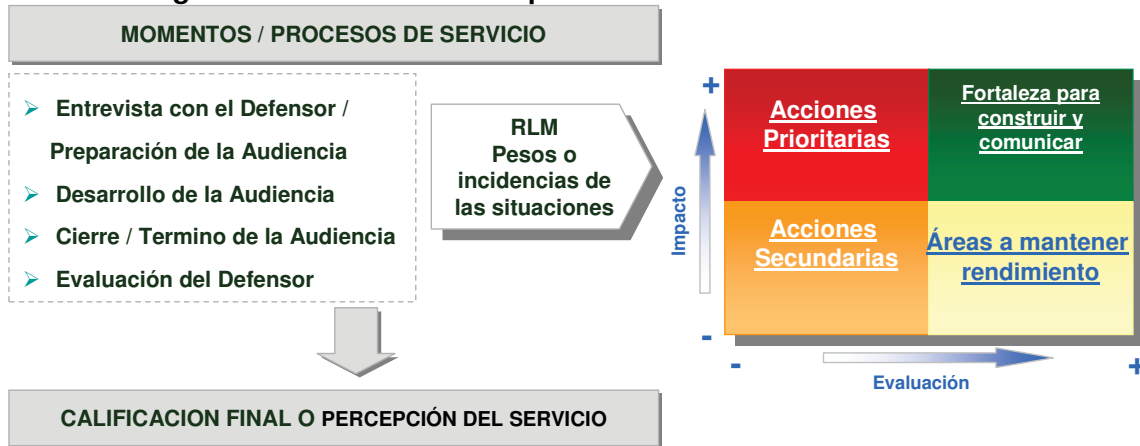 MOMENTOS / PROCESOS DE SERVICIO
Entrevista con el Defensor /
Preparación de la Audiencia
Desarrollo de la Audiencia
Cierre / Termino de la Audiencia
Evaluación del Defensor
RLM
Pesos o
incidencias de
las situaciones
CALIFICACION FINAL O PERCEPCIÓN DEL SERVICIO
+
Impacto
-
Acciones
Prioritarias
Fortaleza para
construir y
comunicar
Acciones
Secundarias
Áreas a mantener
rendimiento
-
+
Evaluación